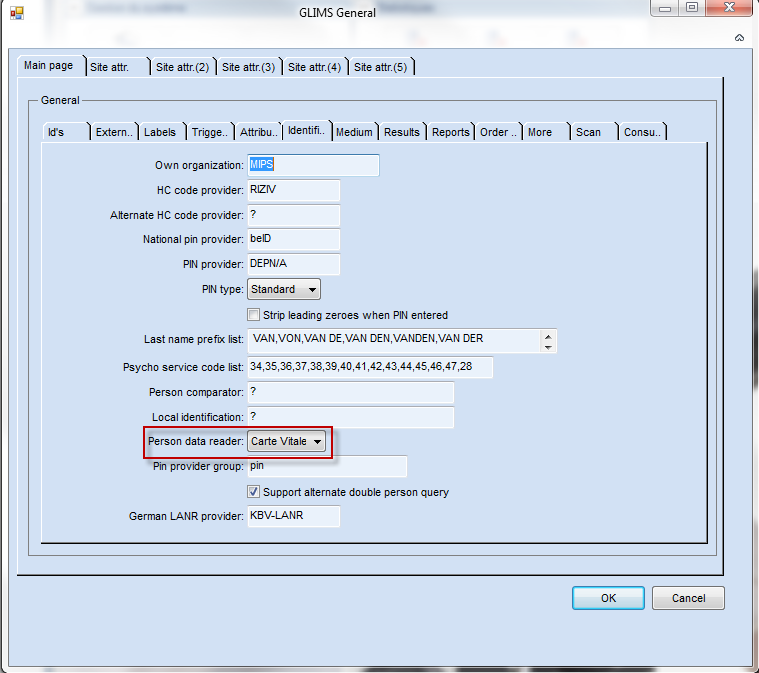 GLIMS General
Main page Site attr. Site attr.(2) Site attr.(3) Site attr.(4) Site attr.(5)
General
Id's Extern.. Labels Trigge.. Attribu.. Identifi.. Medium Results Reports Order .. More Scan Consu..
Own organization: MIPS
HC code provider: RIZIV
Alternate HC code provider: ?
National pin provider: beID
PIN provider: DEPN/A
PIN type: Standard
Strip leading zeroes when PIN entered
Last name prefix list: VAN,VON,VAN DE,VAN DEN,VANDEN,VAN DER
Psycho service code list: 34,35,36,37,38,39,40,41,42,43,44,45,46,47,28
Person comparator: ?
Local identification: ?
Person data reader: Carte Vitale
Pin provider group: pin
Support alternate double person query
German LANR provider: KBV-LANR
OK Cancel